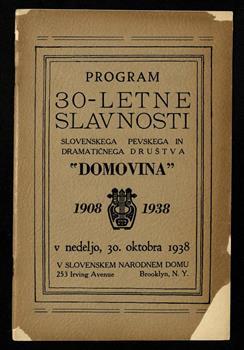 PROGRAM
30-LETNE
SLAVNOSTI
SLOVENSKEGA PEVSKEGA IN
DRAMATIČNEGA DRUŠTVA
"DOMOVINA"
1908 1938
v nedeljo, 30. oktobra 1938
V SLOVENSKEM NARODNEM DOMU
253 Irving Avenue Brooklyn, N. Y.